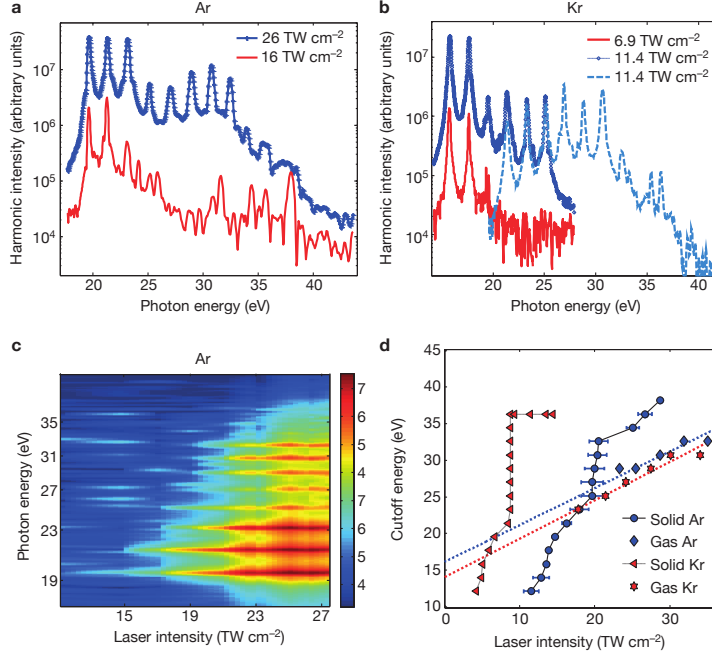 a
Ar
26 TW cm⁻²
16 TW cm⁻²
10⁷
10⁶
10⁵
10⁴
Harmonic intensity (arbitrary units)
20 25 30 35 40
Photon energy (eV)
b
Kr
6.9 TW cm⁻²
11.4 TW cm⁻²
11.4 TW cm⁻²
10⁷
10⁶
10⁵
10⁴
Harmonic intensity (arbitrary units)
20 25 30 35 40
Photon energy (eV)
c
Ar
35
31
27
23
19
Photon energy (eV)
15 19 23 27
Laser intensity (TW cm⁻²)
7
6
5
4
d
45
40
35
30
25
20
15
10
Cutoff energy (eV)
Solid Ar
Gas Ar
Solid Kr
Gas Kr
0 10 20 30
Laser intensity (TW cm⁻²)